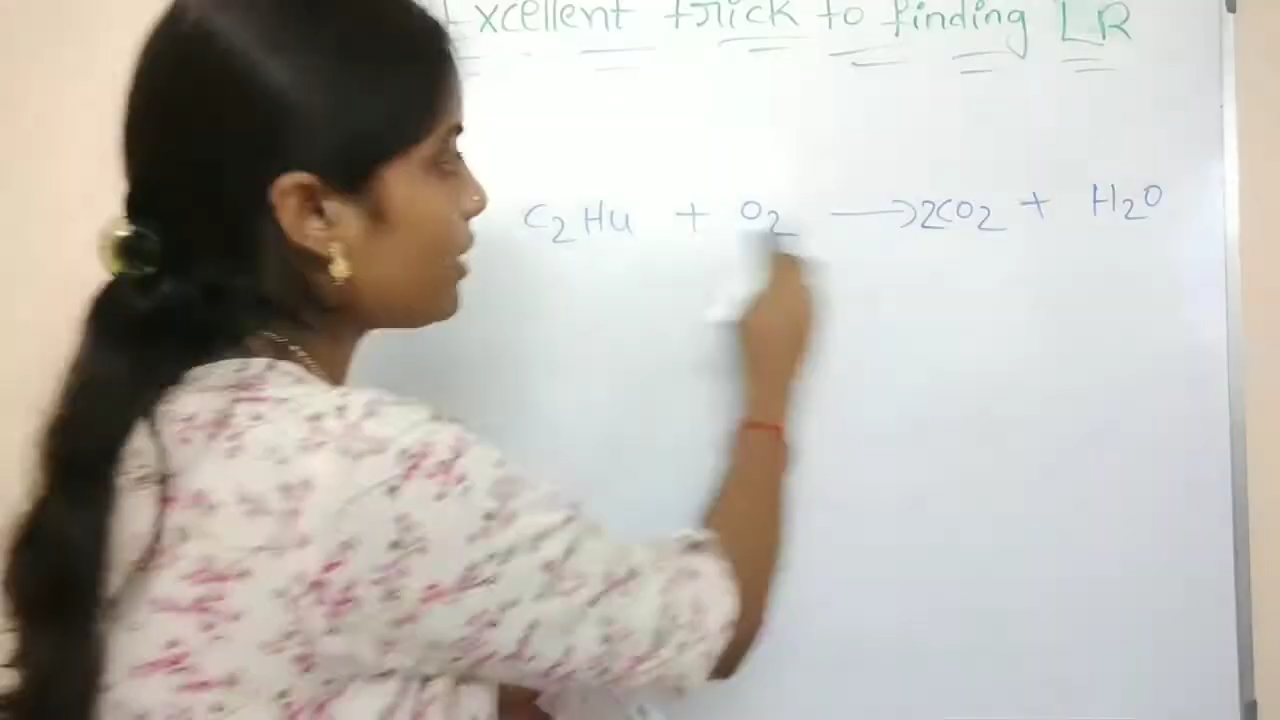 Excellent trick to finding LR
C2H4 + O2 ⟶ 2CO2 + H2O